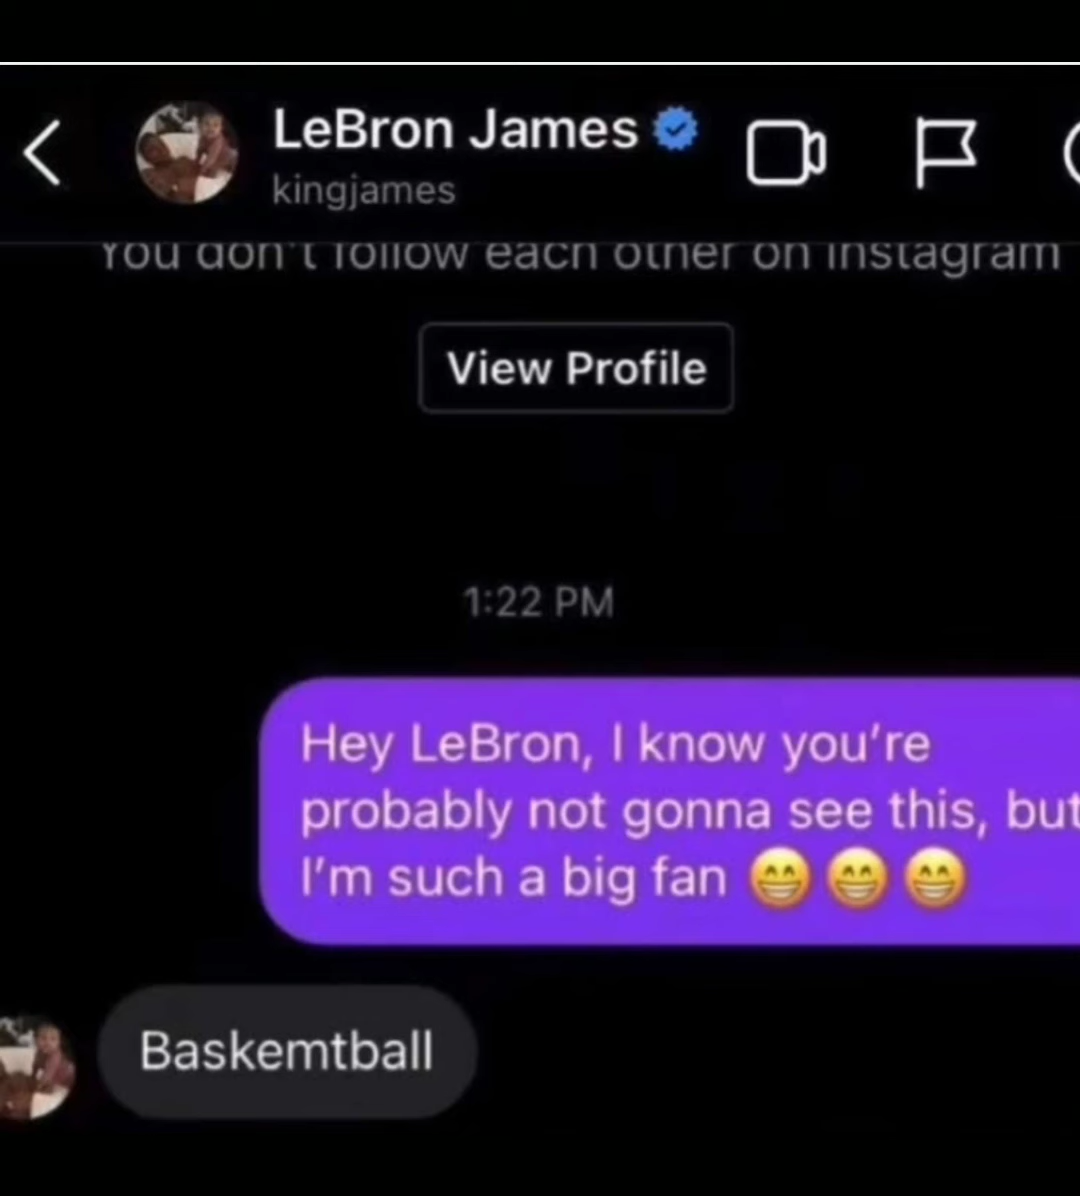 LeBron James
kingjames
You don't follow each other on Instagram
View Profile
1:22 PM
Hey LeBron, I know you're
probably not gonna see this, but
I'm such a big fan 😁😁😁
Baskemtball